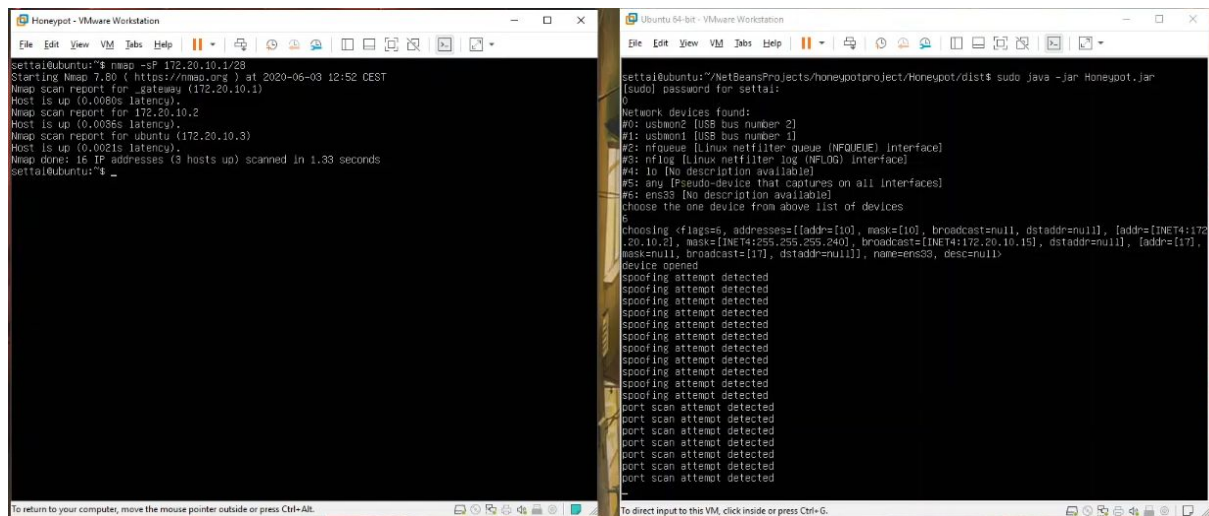 Honeypot - VMware Workstation
File Edit View VM Tabs Help
settai@ubuntu:~$ nmap -sP 172.20.10.1/28
Starting Nmap 7.80 ( https://nmap.org ) at 2020-06-03 12:52 CEST
Nmap scan report for _gateway (172.20.10.1)
Host is up (0.0080s latency).
Nmap scan report for 172.20.10.2
Host is up (0.0036s latency).
Nmap scan report for ubuntu (172.20.10.3)
Host is up (0.0021s latency).
Nmap done: 16 IP addresses (3 hosts up) scanned in 1.33 seconds
settai@ubuntu:~$ _
To return to your computer, move the mouse pointer outside or press Ctrl+Alt.
Ubuntu 64-bit - VMware Workstation
File Edit View VM Tabs Help
settai@ubuntu:~/NetBeansProjects/honeypotproject/Honeypot/dist$ sudo java -jar Honeypot.jar
[sudo] password for settai:
0
Network devices found:
#0: usbmon2 [USB bus number 2]
#1: usbmon1 [USB bus number 1]
#2: nfqueue [Linux netfilter queue (NFQUEUE) interface]
#3: nflog [Linux netfilter log (NFLOG) interface]
#4: lo [No description available]
#5: any [Pseudo-device that captures on all interfaces]
#6: ens33 [No description available]
choose the one device from above list of devices
6
choosing <flags=6, addresses=[[addr=[10], mask=[10], broadcast=null, dstaddr=null], [addr=[INET4:172
.20.10.2], mask=[INET4:255.255.255.240], broadcast=[INET4:172.20.10.15], dstaddr=null], [addr=[17],
mask=null, broadcast=[17], dstaddr=null]], name=ens33, desc=null>
device opened
spoofing attempt detected
spoofing attempt detected
spoofing attempt detected
spoofing attempt detected
spoofing attempt detected
spoofing attempt detected
spoofing attempt detected
spoofing attempt detected
spoofing attempt detected
spoofing attempt detected
spoofing attempt detected
port scan attempt detected
port scan attempt detected
port scan attempt detected
port scan attempt detected
port scan attempt detected
port scan attempt detected
port scan attempt detected
_
To direct input to this VM, click inside or press Ctrl+G.